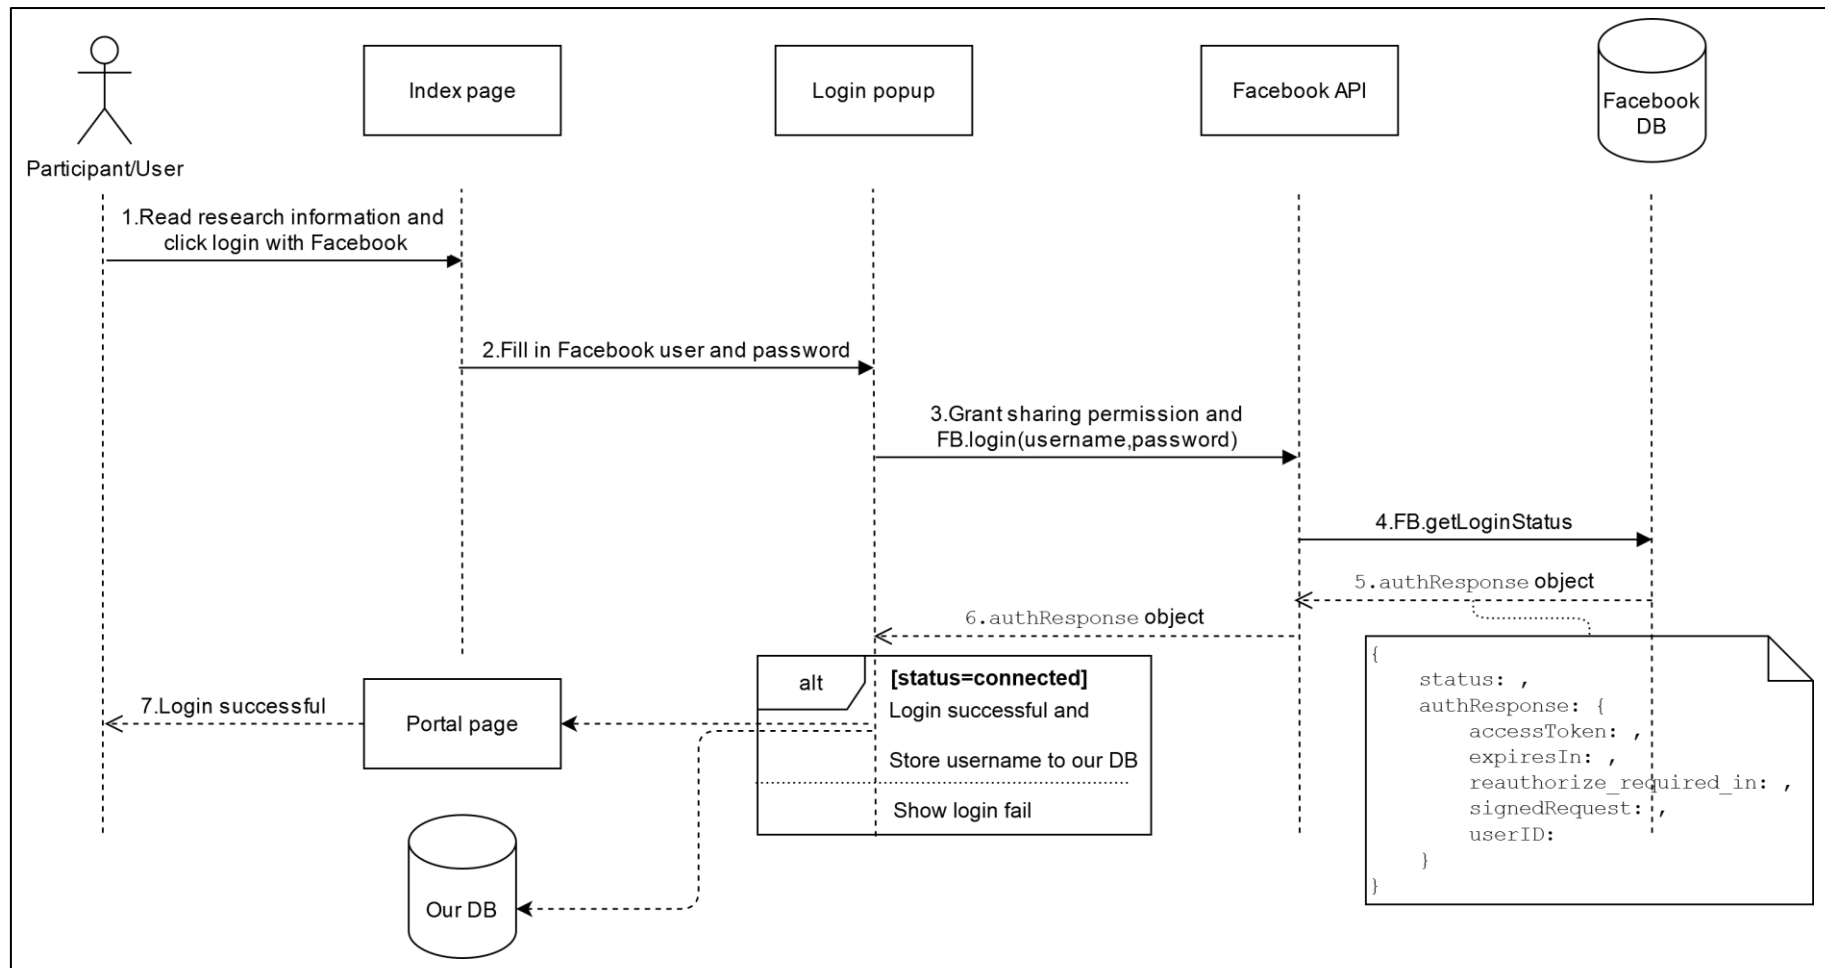 Index page
Login popup
Facebook API
Facebook
DB
Participant/User
1.Read research information and
click login with Facebook
2.Fill in Facebook user and password
3.Grant sharing permission and
FB.login(username,password)
4.FB.getLoginStatus
5.authResponse object
6.authResponse object
alt
[status=connected]
Login successful and
Store username to our DB
Show login fail
7.Login successful
Portal page
Our DB
{
status: ,
authResponse: {
accessToken: ,
expiresIn: ,
reauthorize_required_in: ,
signedRequest: ,
userID:
}
}